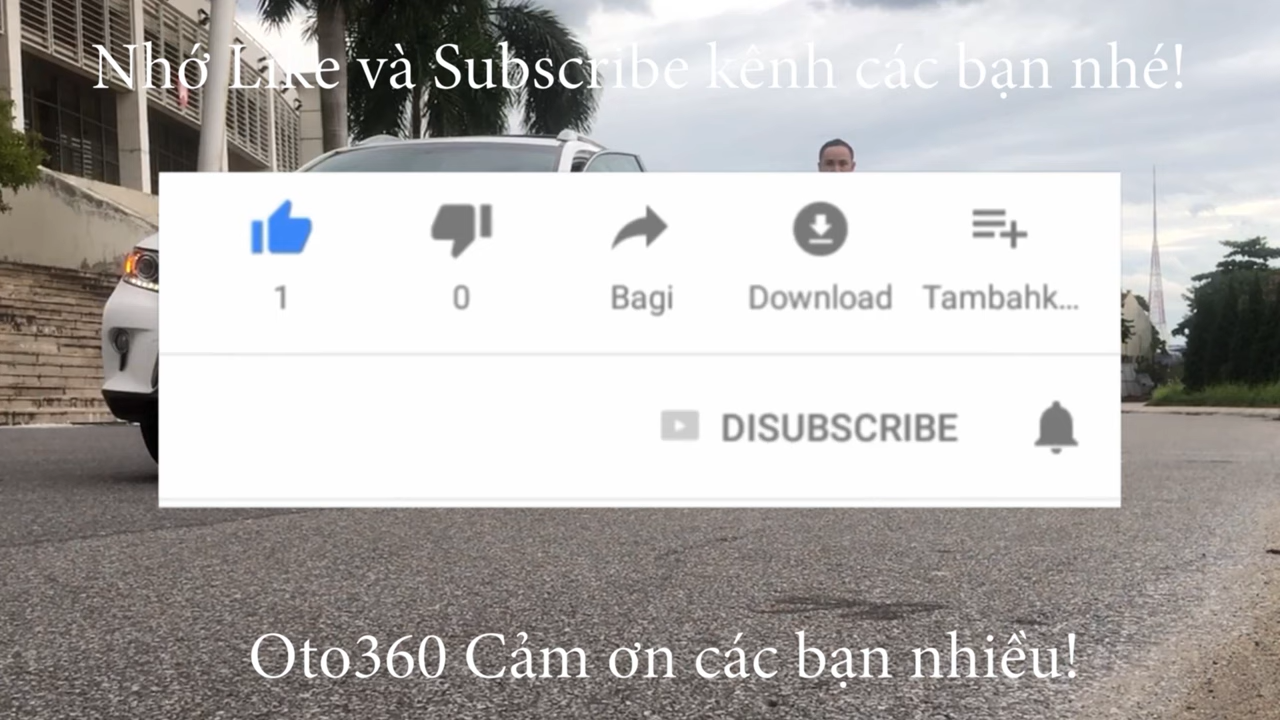 Nhớ Like và Subscribe kênh các bạn nhé!
1 0 Bagi Download Tambahk...
DISUBSCRIBE
Oto360 Cảm ơn các bạn nhiều!